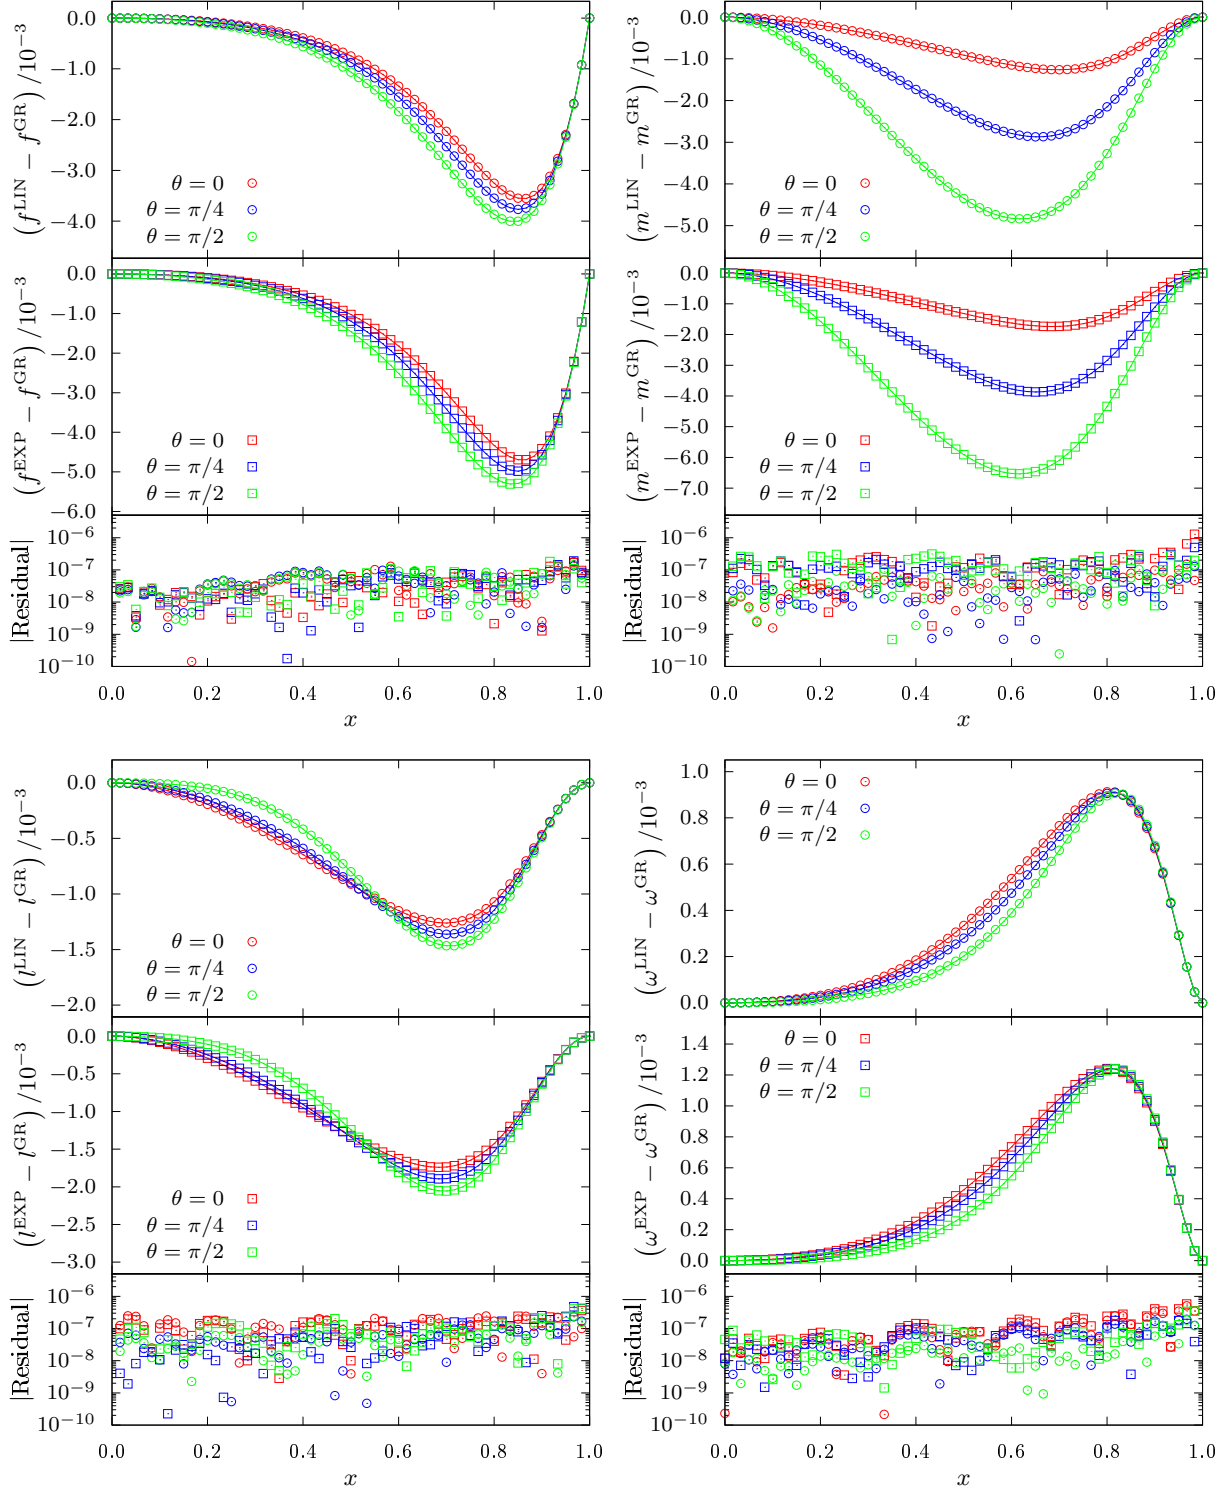 0.0
−1.0
−2.0
−3.0
−4.0
(f^LIN − f^GR) /10^−3
θ = 0
θ = π/4
θ = π/2
0.0
−1.0
−2.0
−3.0
−4.0
−5.0
−6.0
(f^EXP − f^GR) /10^−3
θ = 0
θ = π/4
θ = π/2
10^−6
10^−7
10^−8
10^−9
10^−10
|Residual|
0.0 0.2 0.4 0.6 0.8 1.0
x
0.0
−1.0
−2.0
−3.0
−4.0
−5.0
(m^LIN − m^GR) /10^−3
θ = 0
θ = π/4
θ = π/2
0.0
−1.0
−2.0
−3.0
−4.0
−5.0
−6.0
−7.0
(m^EXP − m^GR) /10^−3
θ = 0
θ = π/4
θ = π/2
10^−6
10^−7
10^−8
10^−9
10^−10
|Residual|
0.0 0.2 0.4 0.6 0.8 1.0
x
0.0
−0.5
−1.0
−1.5
−2.0
(l^LIN − l^GR) /10^−3
θ = 0
θ = π/4
θ = π/2
0.0
−0.5
−1.0
−1.5
−2.0
−2.5
−3.0
(l^EXP − l^GR) /10^−3
θ = 0
θ = π/4
θ = π/2
10^−6
10^−7
10^−8
10^−9
10^−10
|Residual|
0.0 0.2 0.4 0.6 0.8 1.0
x
1.0
0.8
0.6
0.4
0.2
0.0
(ω^LIN − ω^GR) /10^−3
θ = 0
θ = π/4
θ = π/2
1.4
1.2
1.0
0.8
0.6
0.4
0.2
0.0
(ω^EXP − ω^GR) /10^−3
θ = 0
θ = π/4
θ = π/2
10^−6
10^−7
10^−8
10^−9
10^−10
|Residual|
0.0 0.2 0.4 0.6 0.8 1.0
x